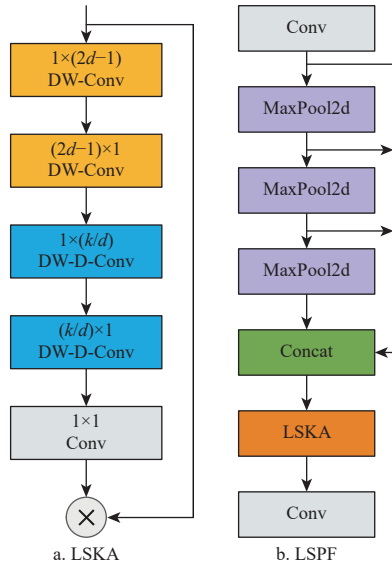 1×(2d−1)
DW-Conv
(2d−1)×1
DW-Conv
1×(k/d)
DW-D-Conv
(k/d)×1
DW-D-Conv
1×1
Conv
×
a. LSKA
Conv
MaxPool2d
MaxPool2d
MaxPool2d
Concat
LSKA
Conv
b. LSPF